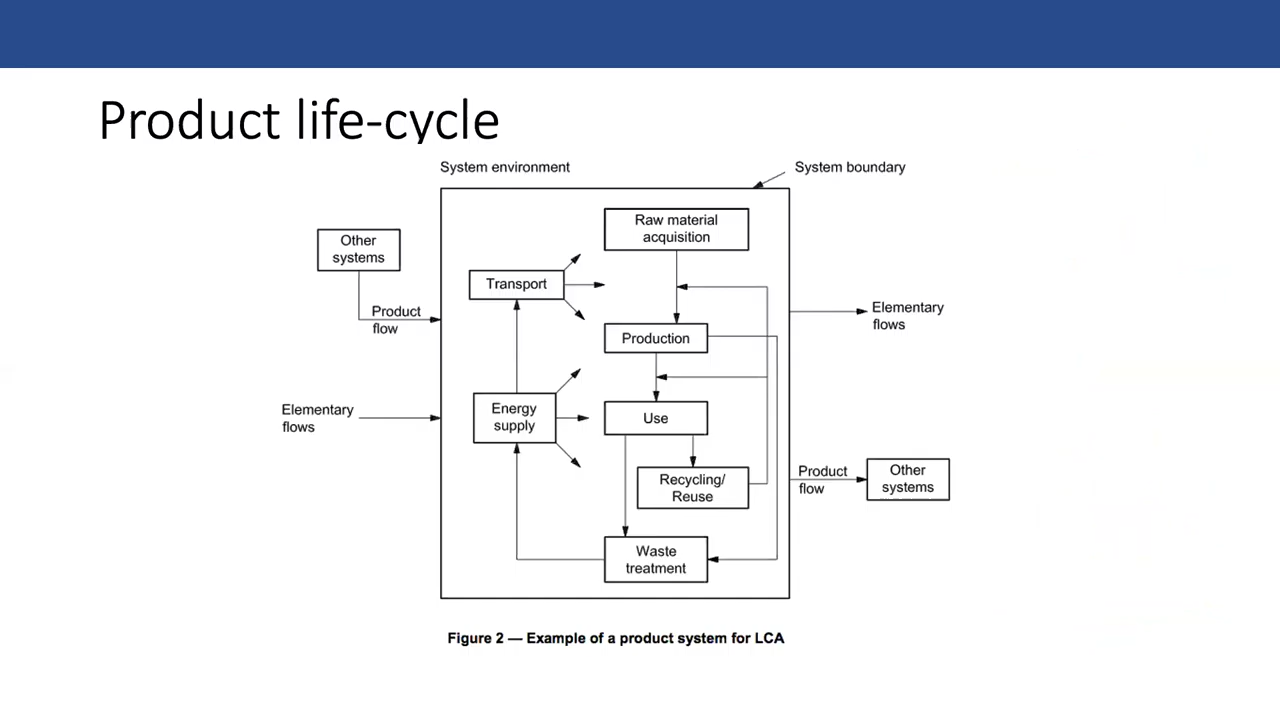 Product life-cycle
System environment
System boundary
Raw material
acquisition
Other
systems
Transport
Product
flow
Elementary
flows
Production
Energy
supply
Elementary
flows
Use
Recycling/
Reuse
Product
flow
Other
systems
Waste
treatment
Figure 2 — Example of a product system for LCA